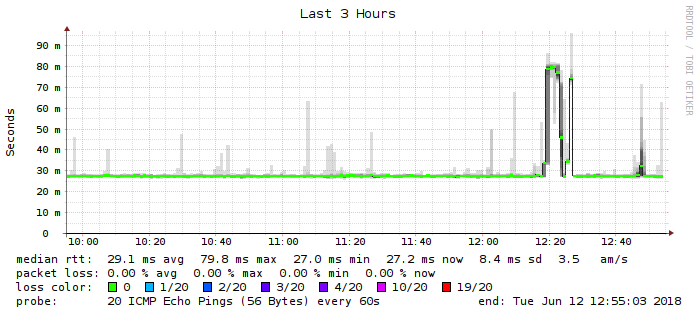 Last 3 Hours
RRDTOOL / TOBI OETIKER
Seconds
90 m
80 m
70 m
60 m
50 m
40 m
30 m
20 m
10 m
0
10:00 10:20 10:40 11:00 11:20 11:40 12:00 12:20 12:40
median rtt: 29.1 ms avg 79.8 ms max 27.0 ms min 27.2 ms now 8.4 ms sd 3.5 am/s
packet loss: 0.00 % avg 0.00 % max 0.00 % min 0.00 % now
loss color: 0 1/20 2/20 3/20 4/20 10/20 19/20
probe: 20 ICMP Echo Pings (56 Bytes) every 60s end: Tue Jun 12 12:55:03 2018